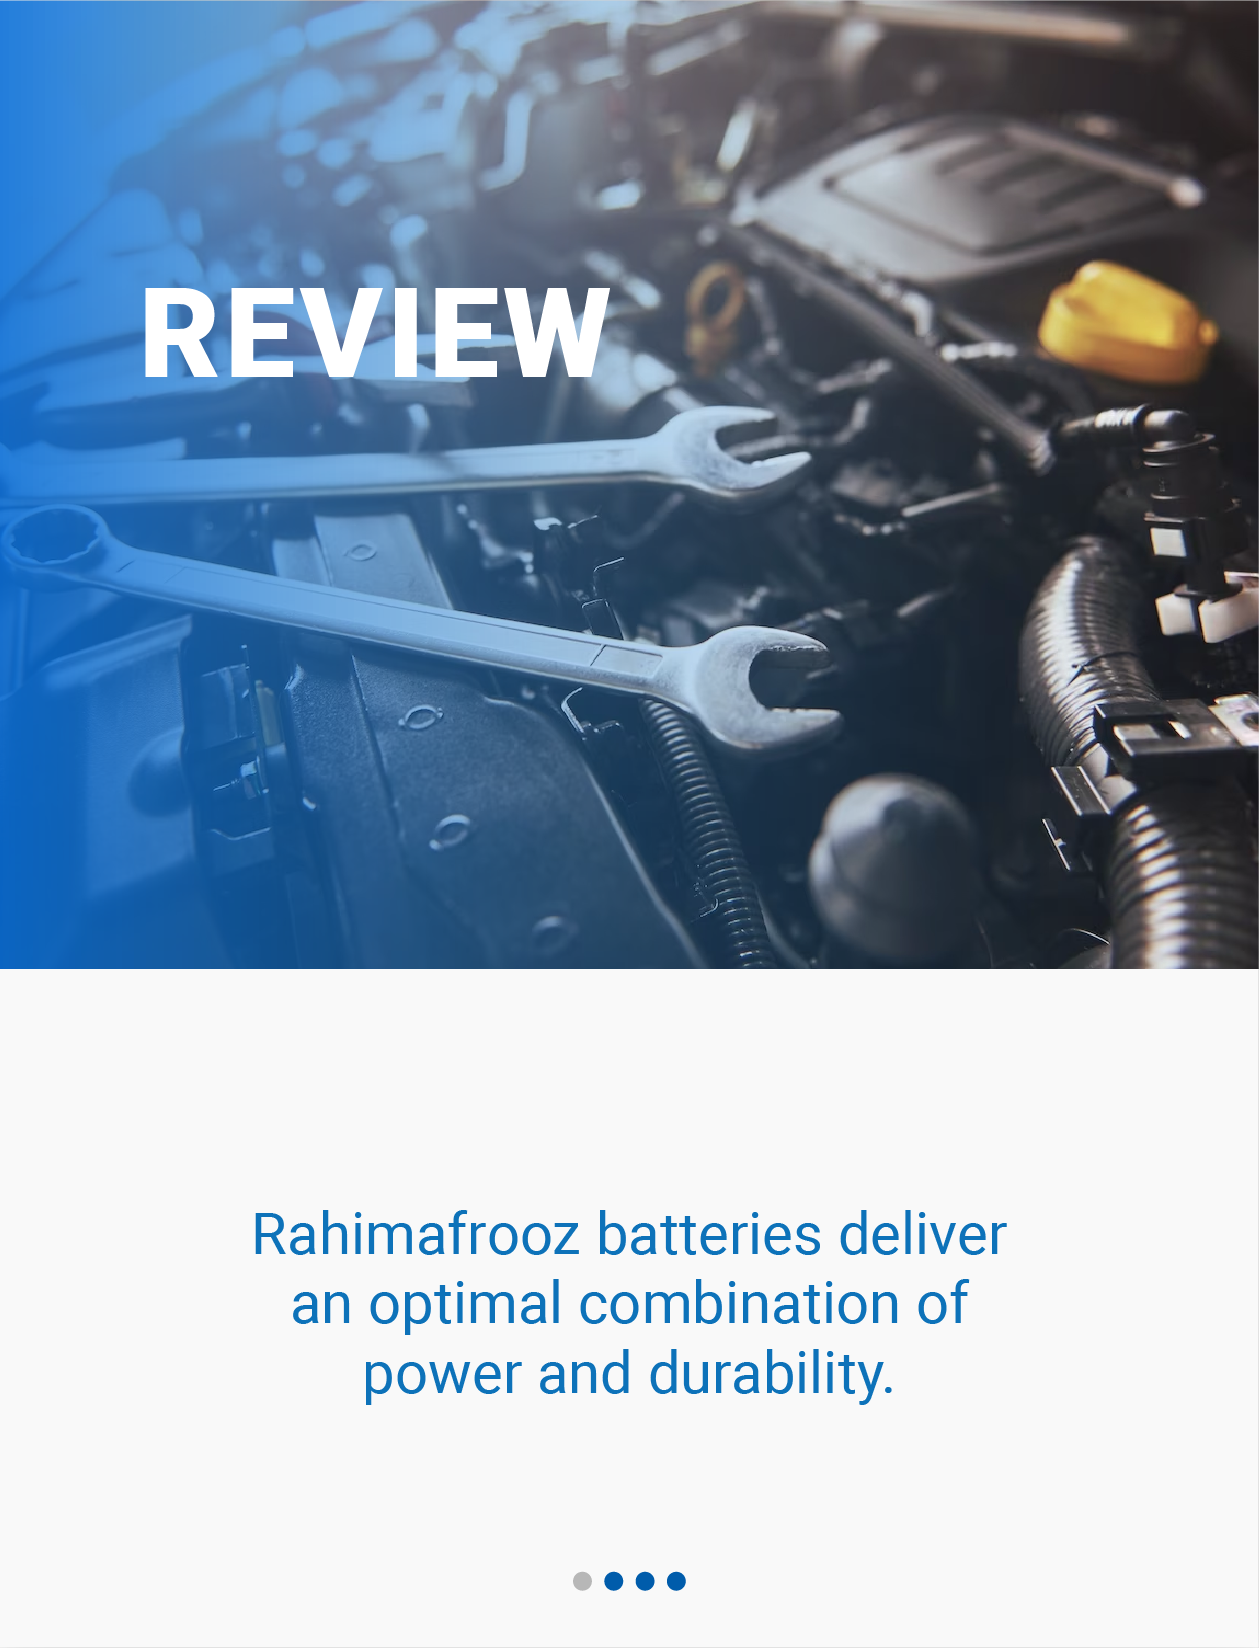 REVIEW
Rahimafrooz batteries deliver
an optimal combination of
power and durability.